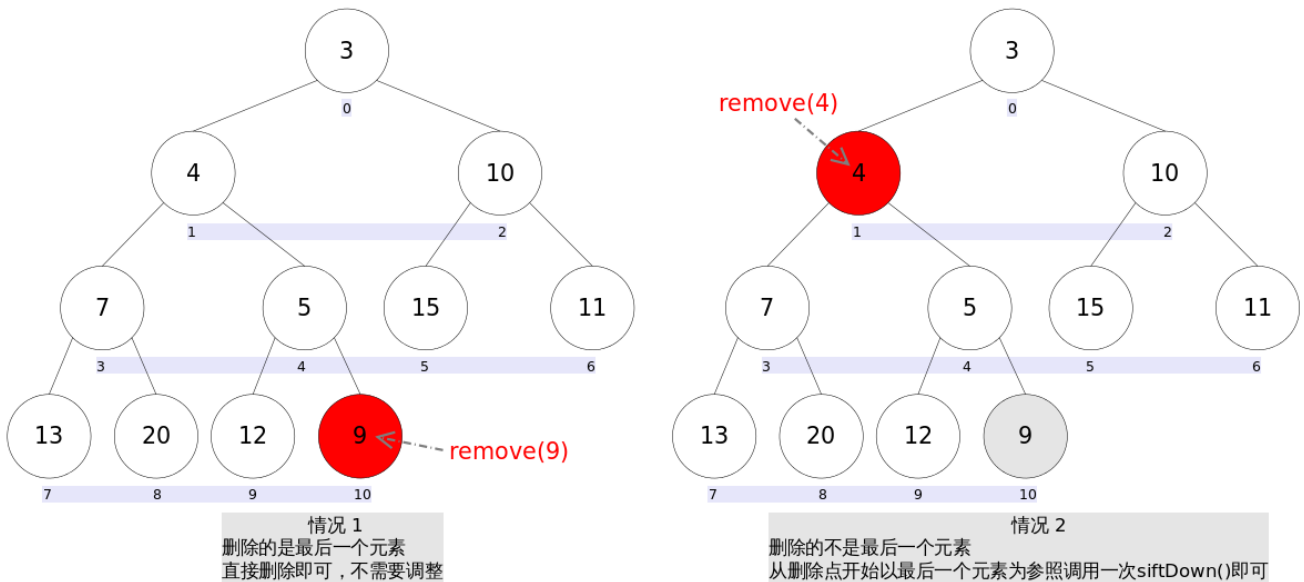 3
0
4
10
1 2
7
5
15
11
3 4 5 6
13
20
12
9
remove(9)
7 8 9 10
情况 1
删除的是最后一个元素
直接删除即可，不需要调整
3
0
remove(4)
4
10
1 2
7
5
15
11
3 4 5 6
13
20
12
9
7 8 9 10
情况 2
删除的不是最后一个元素
从删除点开始以最后一个元素为参照调用一次siftDown()即可